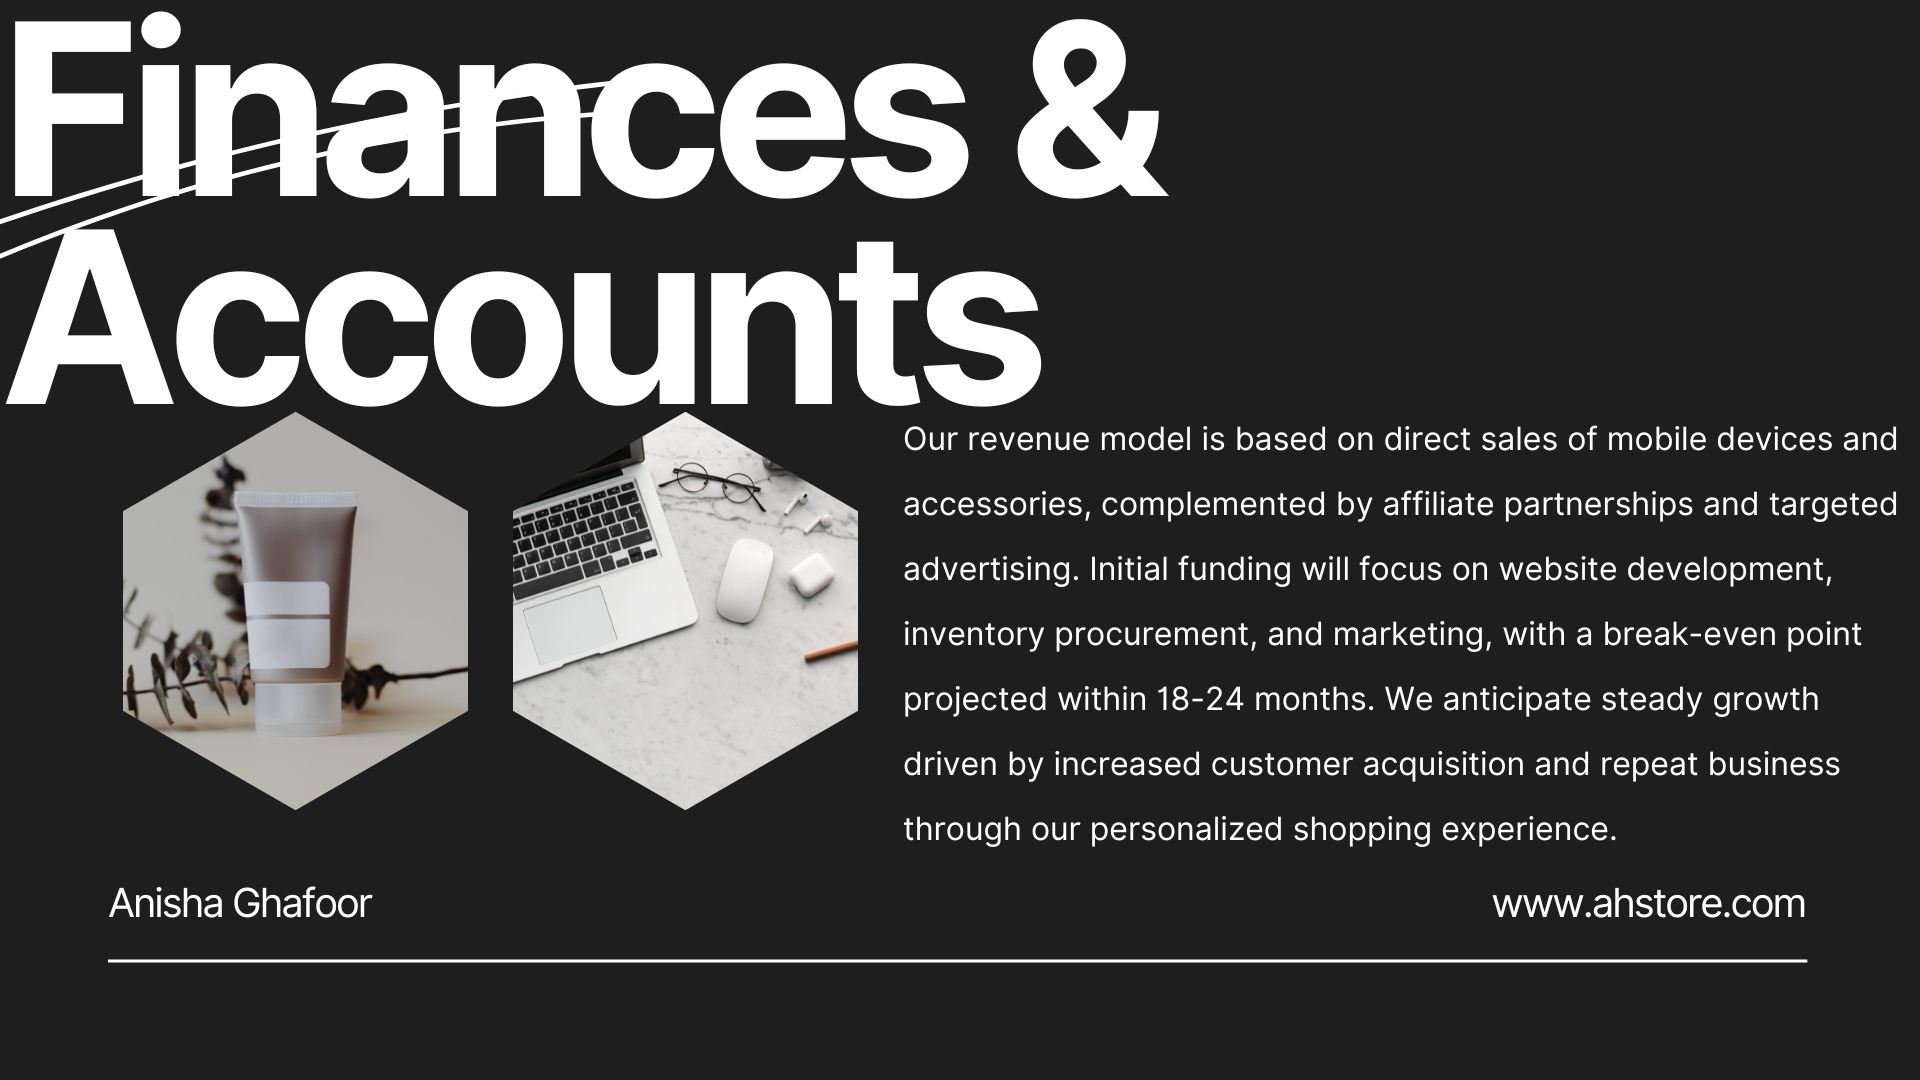 Finances &
Accounts
Our revenue model is based on direct sales of mobile devices and
accessories, complemented by affiliate partnerships and targeted
advertising. Initial funding will focus on website development,
inventory procurement, and marketing, with a break-even point
projected within 18-24 months. We anticipate steady growth
driven by increased customer acquisition and repeat business
through our personalized shopping experience.
Anisha Ghafoor
www.ahstore.com